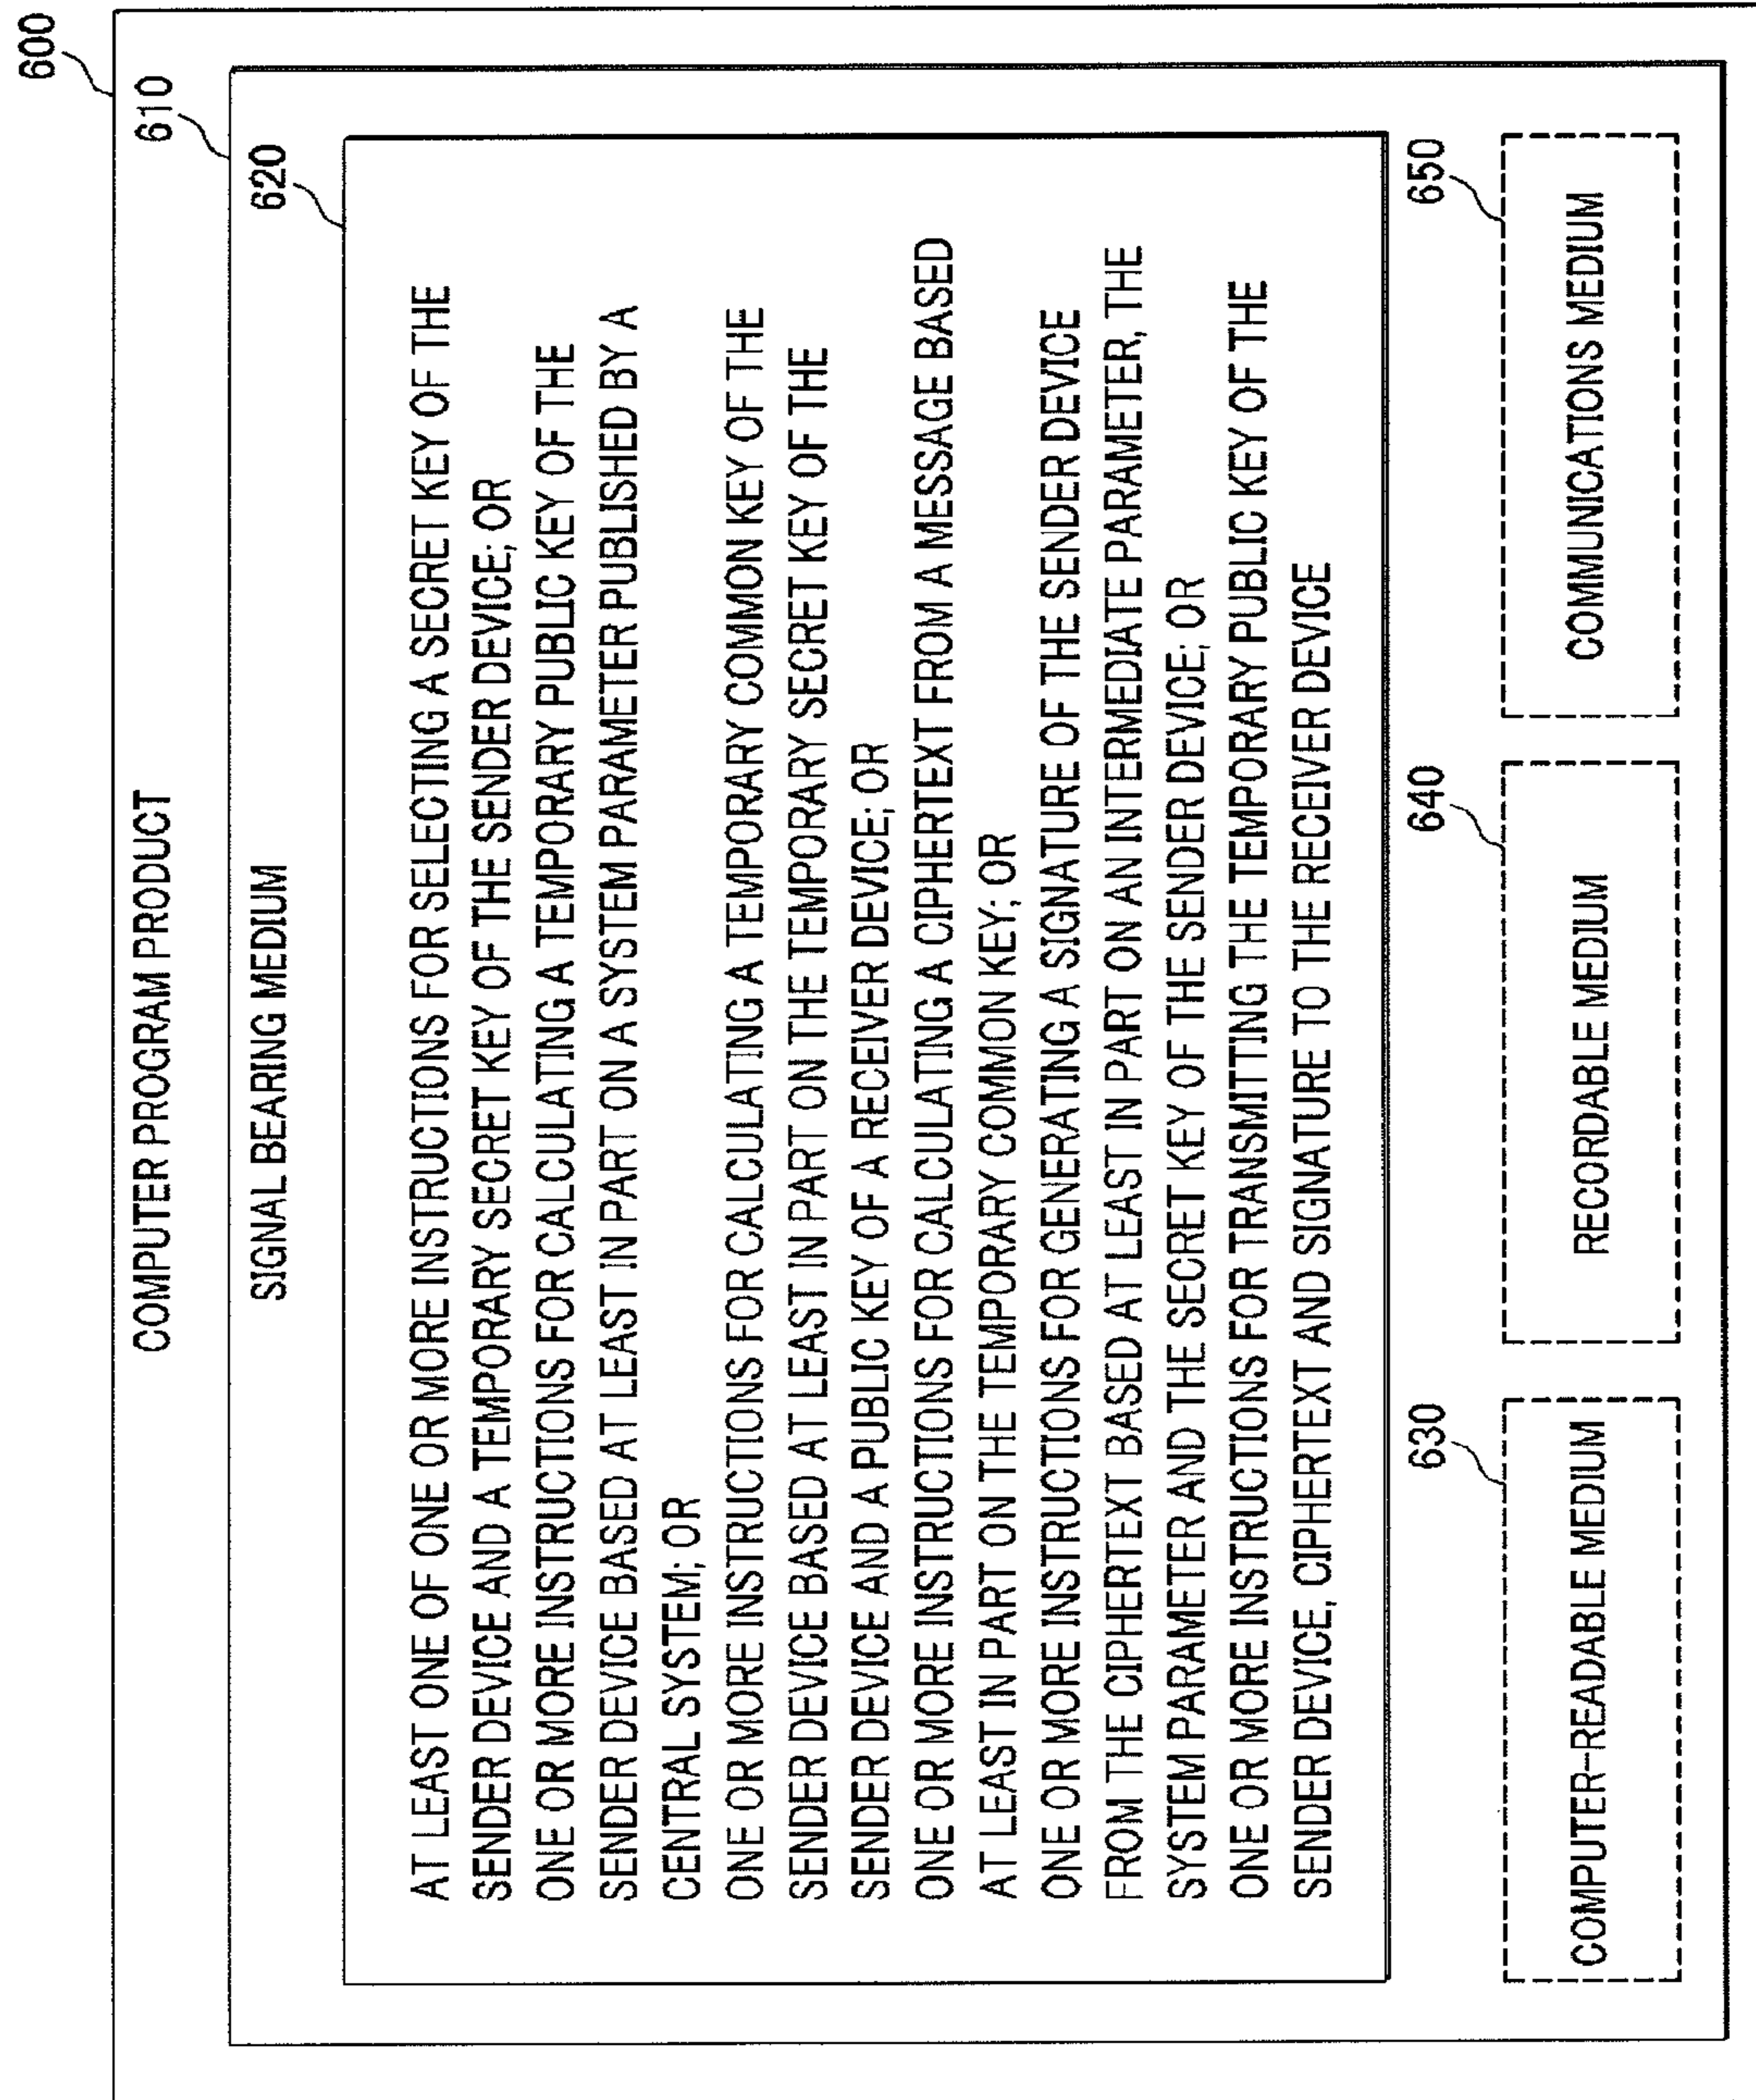 600
COMPUTER PROGRAM PRODUCT
610
SIGNAL BEARING MEDIUM
620
AT LEAST ONE OF ONE OR MORE INSTRUCTIONS FOR SELECTING A SECRET KEY OF THE
SENDER DEVICE AND A TEMPORARY SECRET KEY OF THE SENDER DEVICE; OR
ONE OR MORE INSTRUCTIONS FOR CALCULATING A TEMPORARY PUBLIC KEY OF THE
SENDER DEVICE BASED AT LEAST IN PART ON A SYSTEM PARAMETER PUBLISHED BY A
CENTRAL SYSTEM; OR
ONE OR MORE INSTRUCTIONS FOR CALCULATING A TEMPORARY COMMON KEY OF THE
SENDER DEVICE BASED AT LEAST IN PART ON THE TEMPORARY SECRET KEY OF THE
SENDER DEVICE AND A PUBLIC KEY OF A RECEIVER DEVICE; OR
ONE OR MORE INSTRUCTIONS FOR CALCULATING A CIPHERTEXT FROM A MESSAGE BASED
AT LEAST IN PART ON THE TEMPORARY COMMON KEY; OR
ONE OR MORE INSTRUCTIONS FOR GENERATING A SIGNATURE OF THE SENDER DEVICE
FROM THE CIPHERTEXT BASED AT LEAST IN PART ON AN INTERMEDIATE PARAMETER, THE
SYSTEM PARAMETER AND THE SECRET KEY OF THE SENDER DEVICE; OR
ONE OR MORE INSTRUCTIONS FOR TRANSMITTING THE TEMPORARY PUBLIC KEY OF THE
SENDER DEVICE, CIPHERTEXT AND SIGNATURE TO THE RECEIVER DEVICE
630
COMPUTER-READABLE MEDIUM
640
RECORDABLE MEDIUM
650
COMMUNICATIONS MEDIUM